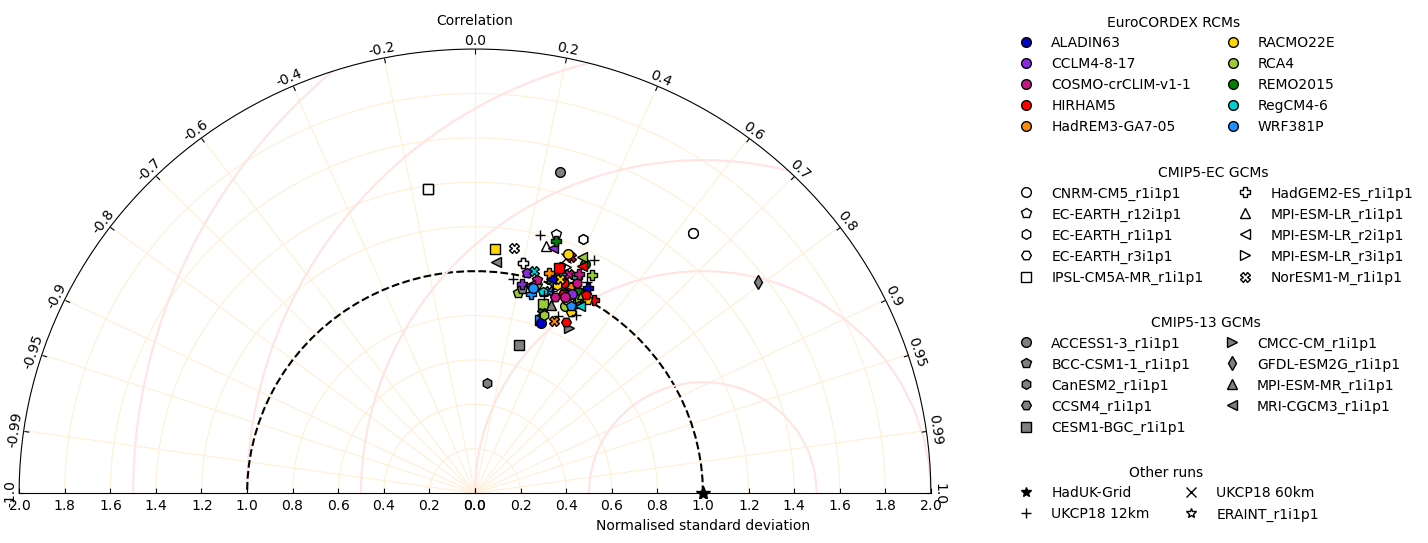 Correlation
-0.2 0.0 0.2
-0.4 0.4
-0.6 0.6
-0.7 0.7
-0.8 0.8
-0.9 0.9
-0.95 0.95
-0.99 0.99
-1.0 1.0
2.0 1.8 1.6 1.4 1.2 1.0 0.8 0.6 0.4 0.2 0.0 0.2 0.4 0.6 0.8 1.0 1.2 1.4 1.6 1.8 2.0
Normalised standard deviation
EuroCORDEX RCMs
ALADIN63 RACMO22E
CCLM4-8-17 RCA4
COSMO-crCLIM-v1-1 REMO2015
HIRHAM5 RegCM4-6
HadREM3-GA7-05 WRF381P
CMIP5-EC GCMs
CNRM-CM5_r1i1p1 HadGEM2-ES_r1i1p1
EC-EARTH_r12i1p1 MPI-ESM-LR_r1i1p1
EC-EARTH_r1i1p1 MPI-ESM-LR_r2i1p1
EC-EARTH_r3i1p1 MPI-ESM-LR_r3i1p1
IPSL-CM5A-MR_r1i1p1 NorESM1-M_r1i1p1
CMIP5-13 GCMs
ACCESS1-3_r1i1p1 CMCC-CM_r1i1p1
BCC-CSM1-1_r1i1p1 GFDL-ESM2G_r1i1p1
CanESM2_r1i1p1 MPI-ESM-MR_r1i1p1
CCSM4_r1i1p1 MRI-CGCM3_r1i1p1
CESM1-BGC_r1i1p1
Other runs
HadUK-Grid UKCP18 60km
UKCP18 12km ERAINT_r1i1p1